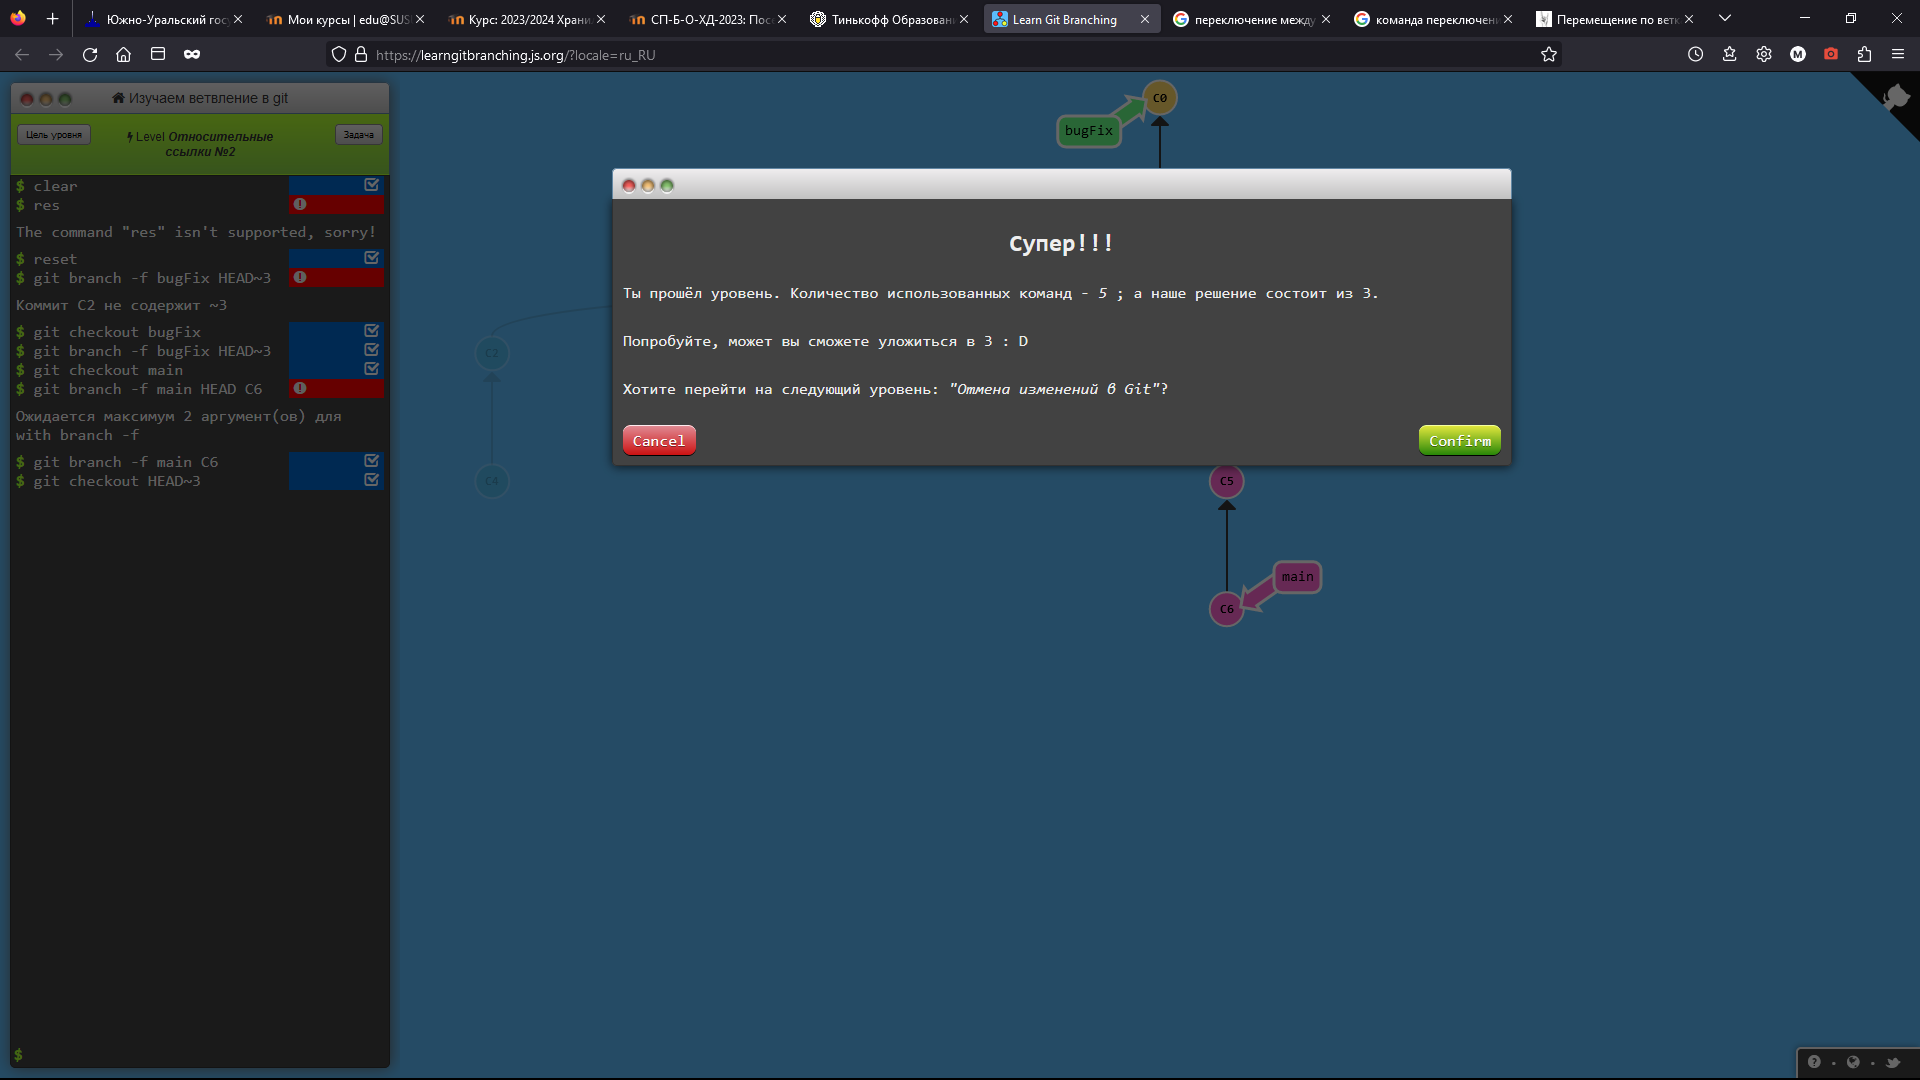 Южно-Уральский госу
Мои курсы | edu@SUSU
Курс: 2023/2024 Храни
СП-Б-О-ХД-2023: Посе
Тинькофф Образовани
Learn Git Branching
переключение между
команда переключени
Перемещение по ветк
https://learngitbranching.js.org/?locale=ru_RU
Изучаем ветвление в git
Цель уровня
Level Относительные
ссылки №2
Задача
$ clear
$ res
The command "res" isn't supported, sorry!
$ reset
$ git branch -f bugFix HEAD~3
Коммит C2 не содержит ~3
$ git checkout bugFix
$ git branch -f bugFix HEAD~3
$ git checkout main
$ git branch -f main HEAD C6
Ожидается максимум 2 аргумент(ов) для
with branch -f
$ git branch -f main C6
$ git checkout HEAD~3
$
C0
bugFix
Супер!!!
Ты прошёл уровень. Количество использованных команд - 5 ; а наше решение состоит из 3.
Попробуйте, может вы сможете уложиться в 3 : D
Хотите перейти на следующий уровень: "Отмена изменений в Git"?
Cancel
Confirm
C2
C4
C5
main
C6